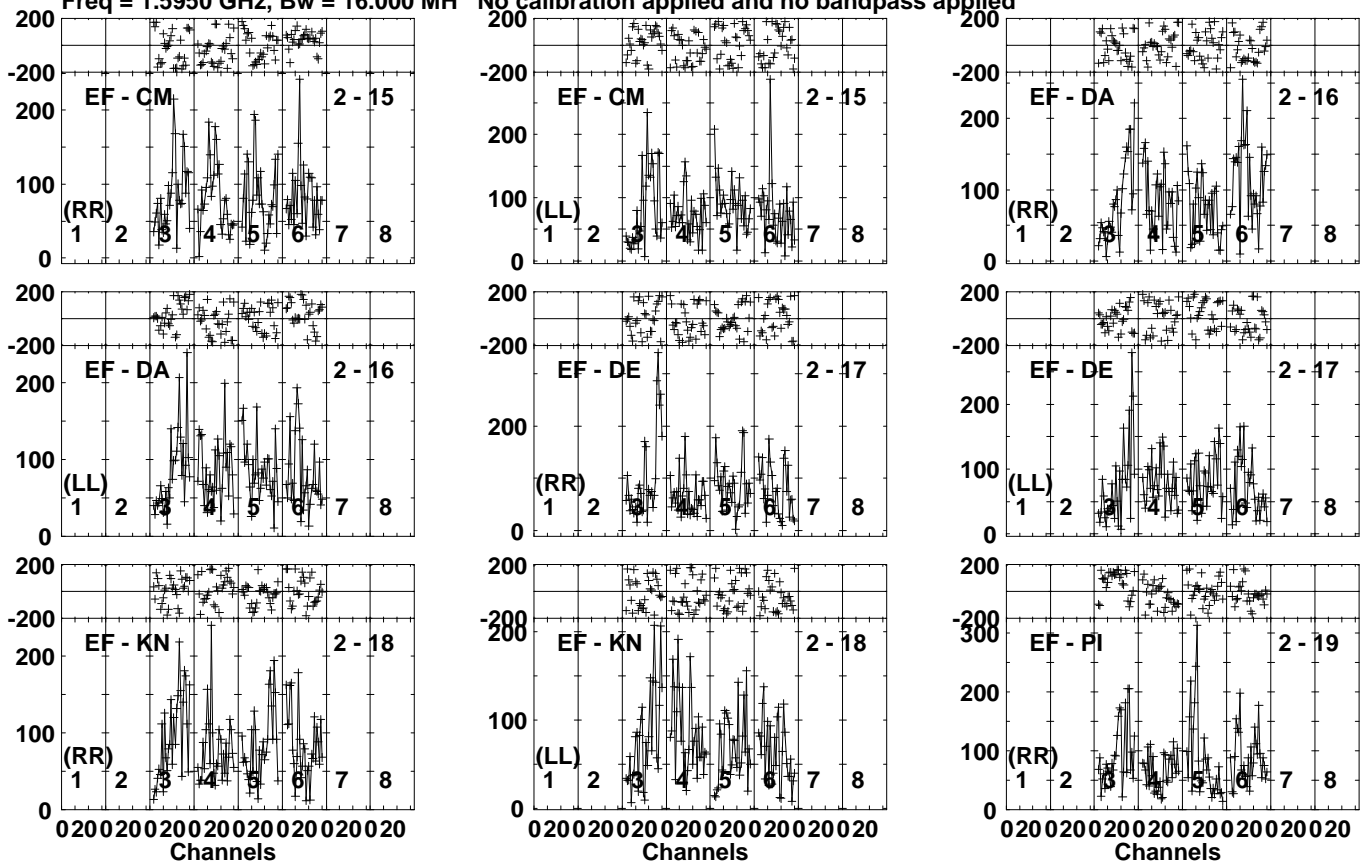 Freq = 1.5950 GHz, Bw = 16.000 MH No calibration applied and no bandpass applied
200 200 200
-200 -200 -200
EF - CM 2 - 15 EF - CM 2 - 15 EF - DA 2 - 16
200 200 200
100 100 100
(RR) (LL) (RR)
1 2 3 4 5 6 7 8 1 2 3 4 5 6 7 8 1 2 3 4 5 6 7 8
0 0 0
200 200 200
-200 -200 -200
EF - DA 2 - 16 EF - DE 2 - 17 EF - DE 2 - 17
200 200 200
100 100
(LL) (RR) (LL)
1 2 3 4 5 6 7 8 1 2 3 4 5 6 7 8 1 2 3 4 5 6 7 8
0 0 0
200 200 200
-200 -200 -200
EF - KN 2 - 18 EF - KN 2 - 18 EF - PI 2 - 19
200 200 300
200
100 100 100
(RR) (LL) (RR)
1 2 3 4 5 6 7 8 1 2 3 4 5 6 7 8 1 2 3 4 5 6 7 8
0 0 0
0 20 0 20 0 20 0 20 0 20 0 20 0 20 0 20 0 20 0 20 0 20 0 20 0 20 0 20 0 20 0 20 0 20 0 20 0 20 0 20 0 20 0 20 0 20 0 20
Channels Channels Channels